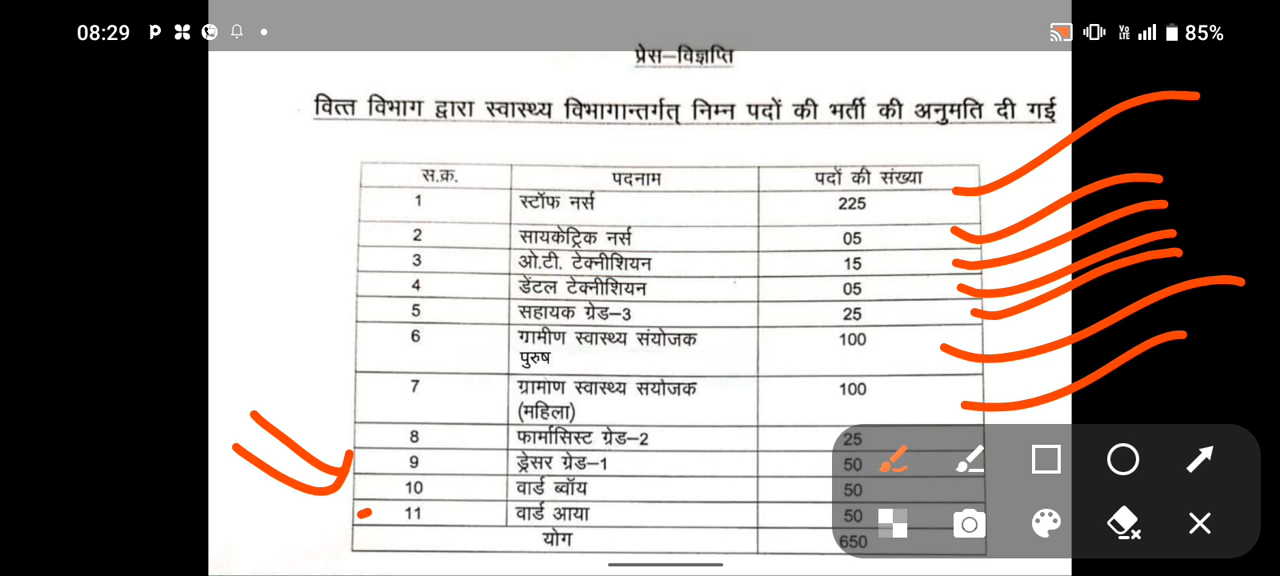 08:29
Vo LTE 85%
प्रेस–विज्ञप्ति
वित्त विभाग द्वारा स्वास्थ्य विभागान्तर्गत् निम्न पदों की भर्ती की अनुमति दी गई
स.क्र. पदनाम पदों की संख्या
1 स्टॉफ नर्स 225
2 सायकेट्रिक नर्स 05
3 ओ.टी. टेक्नीशियन 15
4 डेंटल टेक्नीशियन 05
5 सहायक ग्रेड–3 25
6 गामीण स्वास्थ्य संयोजक 100
पुरुष
7 ग्रामाण स्वास्थ्य सयोजक 100
(महिला)
8 फार्मासिस्ट ग्रेड–2 25
9 ड्रेसर ग्रेड–1 50
10 वार्ड ब्वॉय 50
11 वार्ड आया 50
योग 650